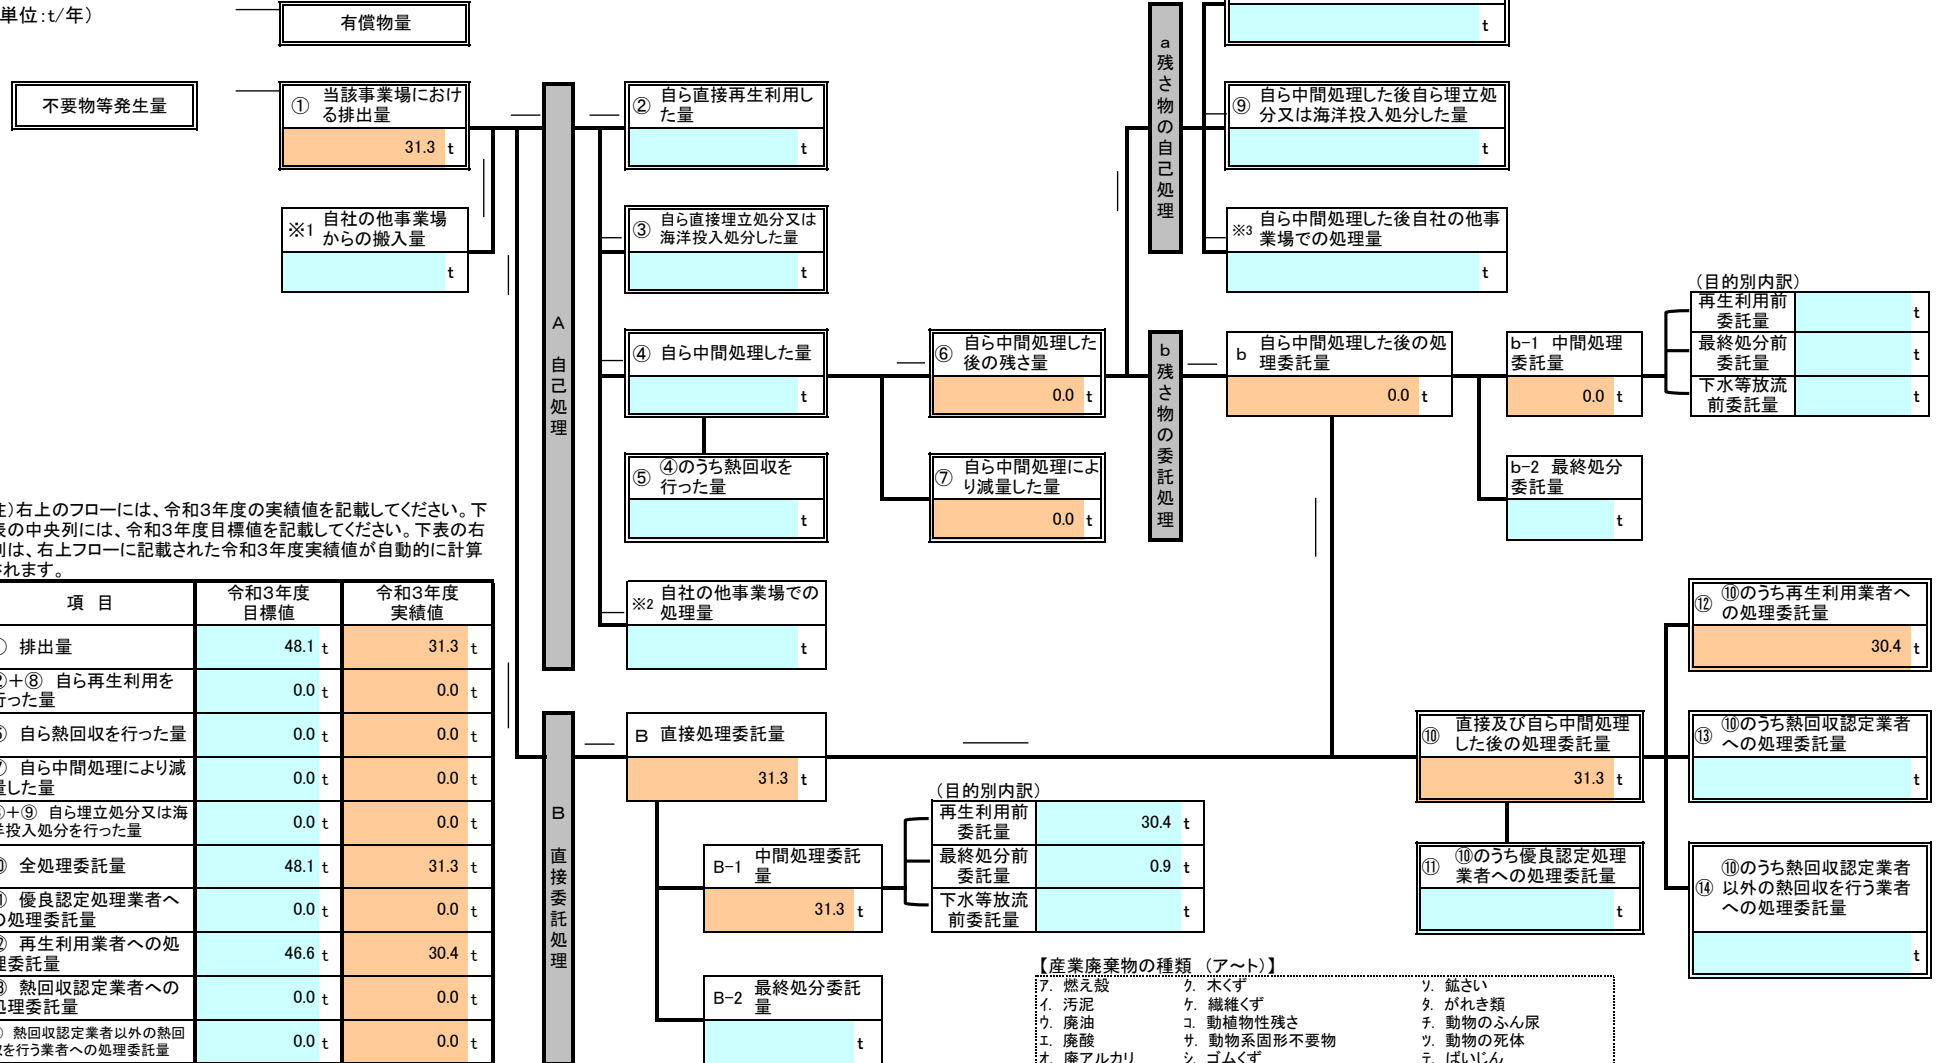 単位:t/年)
有償物量
不要物等発生量
① 当該事業場におけ
る排出量
31.3 t
※1 自社の他事業場
からの搬入量
t
A 自己処理
② 自ら直接再生利用し
た量
t
③ 自ら直接埋立処分又は
海洋投入処分した量
t
④ 自ら中間処理した量
t
⑤ ④のうち熱回収を
行った量
t
※2 自社の他事業場での
処理量
t
⑥ 自ら中間処理した
後の残さ量
0.0 t
⑦ 自ら中間処理によ
り減量した量
0.0 t
a 残さ物の自己処理
t
⑨ 自ら中間処理した後自ら埋立処
分又は海洋投入処分した量
t
※3 自ら中間処理した後自社の他事
業場での処理量
t
b 残さ物の委託処理
b 自ら中間処理した後の処
理委託量
0.0 t
b-1 中間処理
委託量
0.0 t
(目的別内訳)
再生利用前
委託量 t
最終処分前
委託量 t
下水等放流
前委託量 t
b-2 最終処分
委託量
t
注)右上のフローには、令和3年度の実績値を記載してください。下
表の中央列には、令和3年度目標値を記載してください。下表の右
列は、右上フローに記載された令和3年度実績値が自動的に計算
されます。
項 目 令和3年度
目標値 令和3年度
実績値
① 排出量 48.1 t 31.3 t
②+⑧ 自ら再生利用を
行った量 0.0 t 0.0 t
⑤ 自ら熱回収を行った量 0.0 t 0.0 t
⑦ 自ら中間処理により減
量した量 0.0 t 0.0 t
③+⑨ 自ら埋立処分又は海
洋投入処分を行った量 0.0 t 0.0 t
⑩ 全処理委託量 48.1 t 31.3 t
⑪ 優良認定処理業者へ
の処理委託量 0.0 t 0.0 t
⑫ 再生利用業者への処
理委託量 46.6 t 30.4 t
⑬ 熱回収認定業者への
処理委託量 0.0 t 0.0 t
⑭ 熱回収認定業者以外の熱回
収を行う業者への処理委託量 0.0 t 0.0 t
B 直接委託処理
B 直接処理委託量
31.3 t
B-1 中間処理委託
量
31.3 t
(目的別内訳)
再生利用前
委託量 30.4 t
最終処分前
委託量 0.9 t
下水等放流
前委託量 t
B-2 最終処分委託
量
t
⑩ 直接及び自ら中間処理
した後の処理委託量
31.3 t
⑪ ⑩のうち優良認定処理
業者への処理委託量
t
⑫ ⑩のうち再生利用業者へ
の処理委託量
30.4 t
⑬ ⑩のうち熱回収認定業者
への処理委託量
t
⑭ ⑩のうち熱回収認定業者
以外の熱回収を行う業者
への処理委託量
t
【産業廃棄物の種類 (ア~ト)】
ア. 燃え殻 ク. 木くず ソ. 鉱さい
イ. 汚泥 ケ. 繊維くず タ. がれき類
ウ. 廃油 コ. 動植物性残さ チ. 動物のふん尿
エ. 廃酸 サ. 動物系固形不要物 ツ. 動物の死体
オ. 廃アルカリ シ. ゴムくず テ. ばいじん